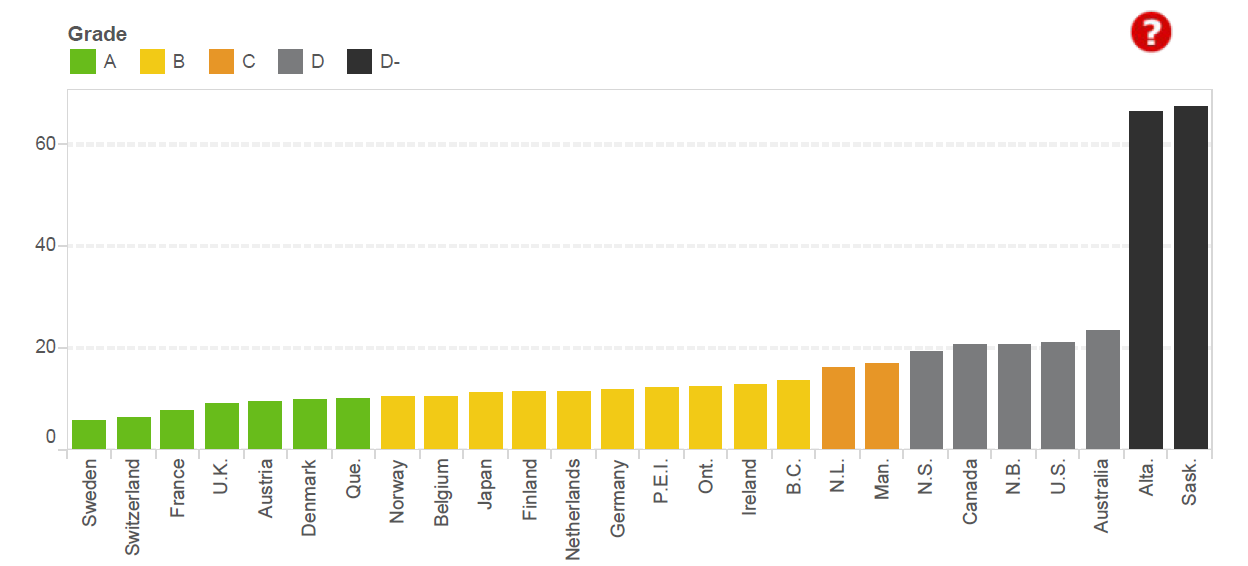 Grade
A B C D D-
?
60
40
20
0
Sweden
Switzerland
France
U.K.
Austria
Denmark
Que.
Norway
Belgium
Japan
Finland
Netherlands
Germany
P.E.I.
Ont.
Ireland
B.C.
N.L.
Man.
N.S.
Canada
N.B.
U.S.
Australia
Alta.
Sask.